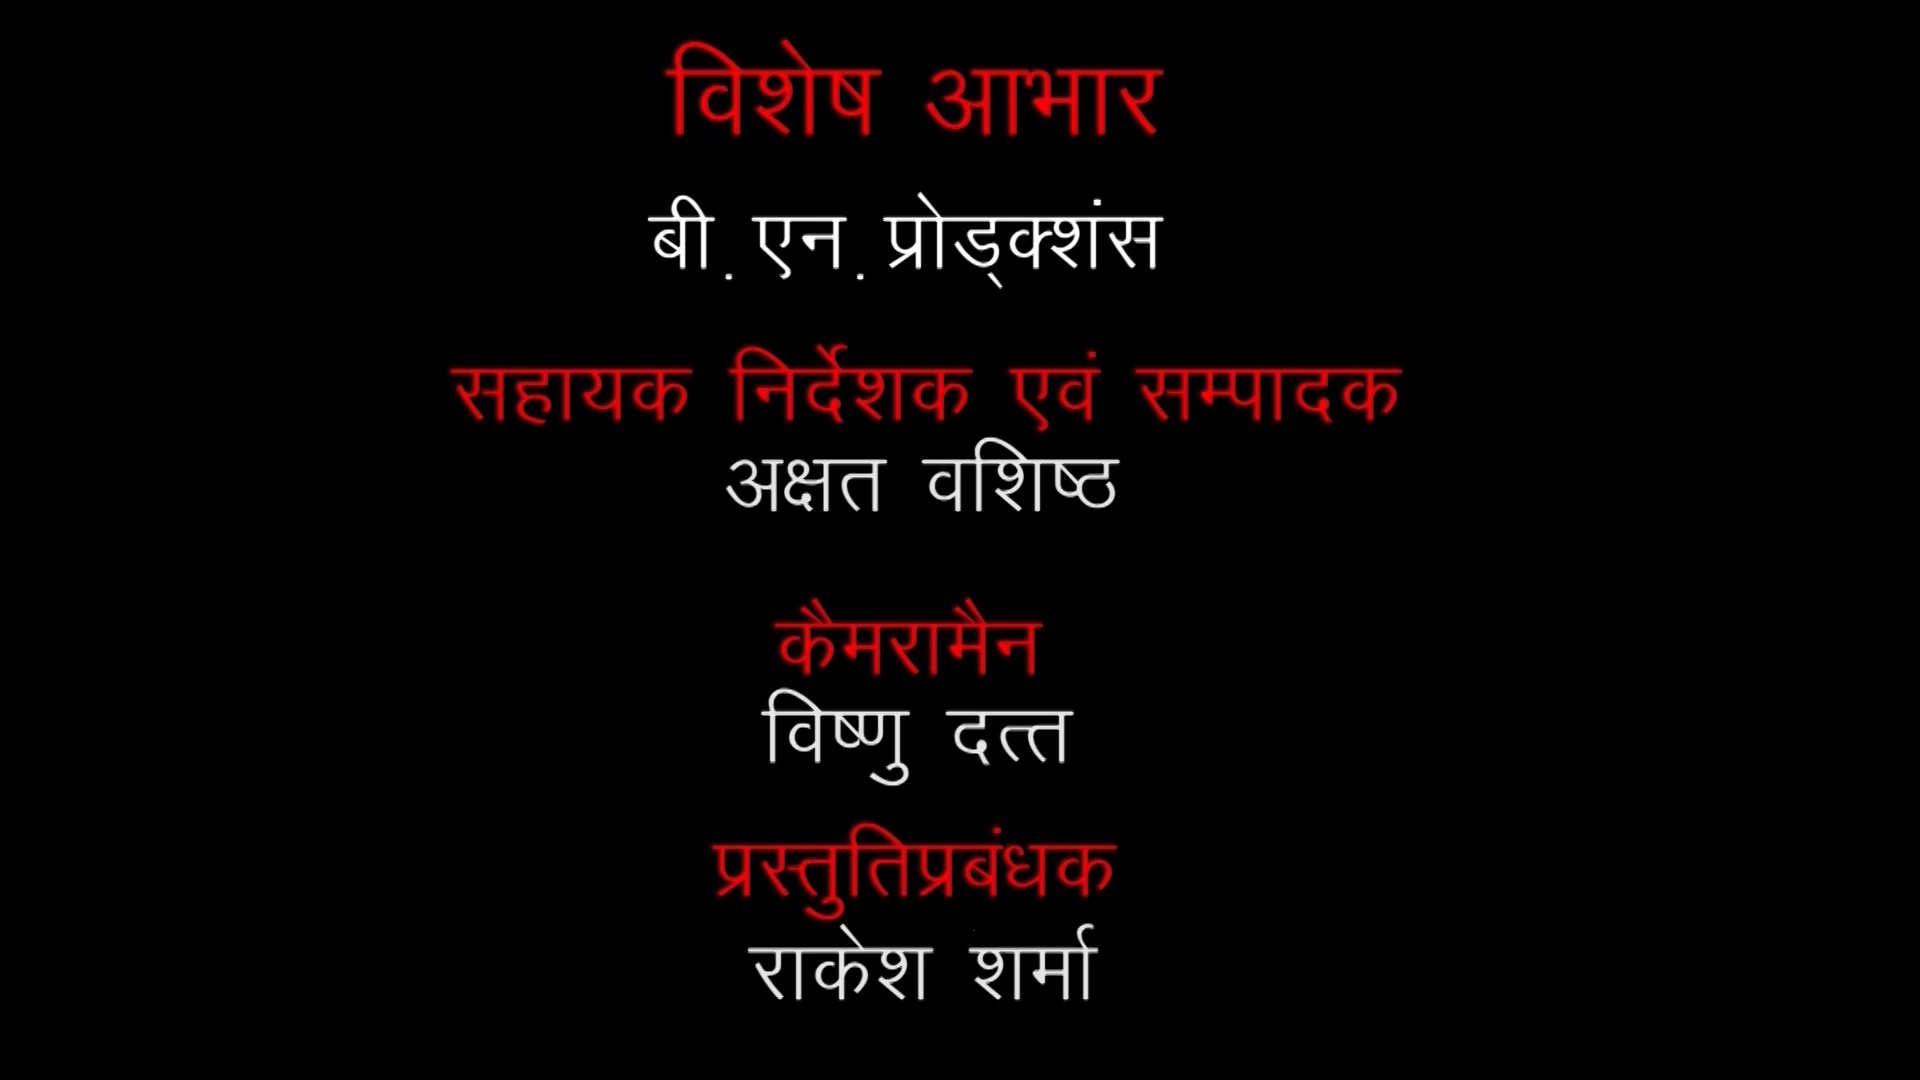 विशेष आभार
बी.एन.प्रोड्क्शंस
सहायक निर्देशक एवं सम्पादक
अक्षत वशिष्ठ
कैमरामैन
विष्णु दत्त
प्रस्तुतिप्रबंधक
राकेश शर्मा